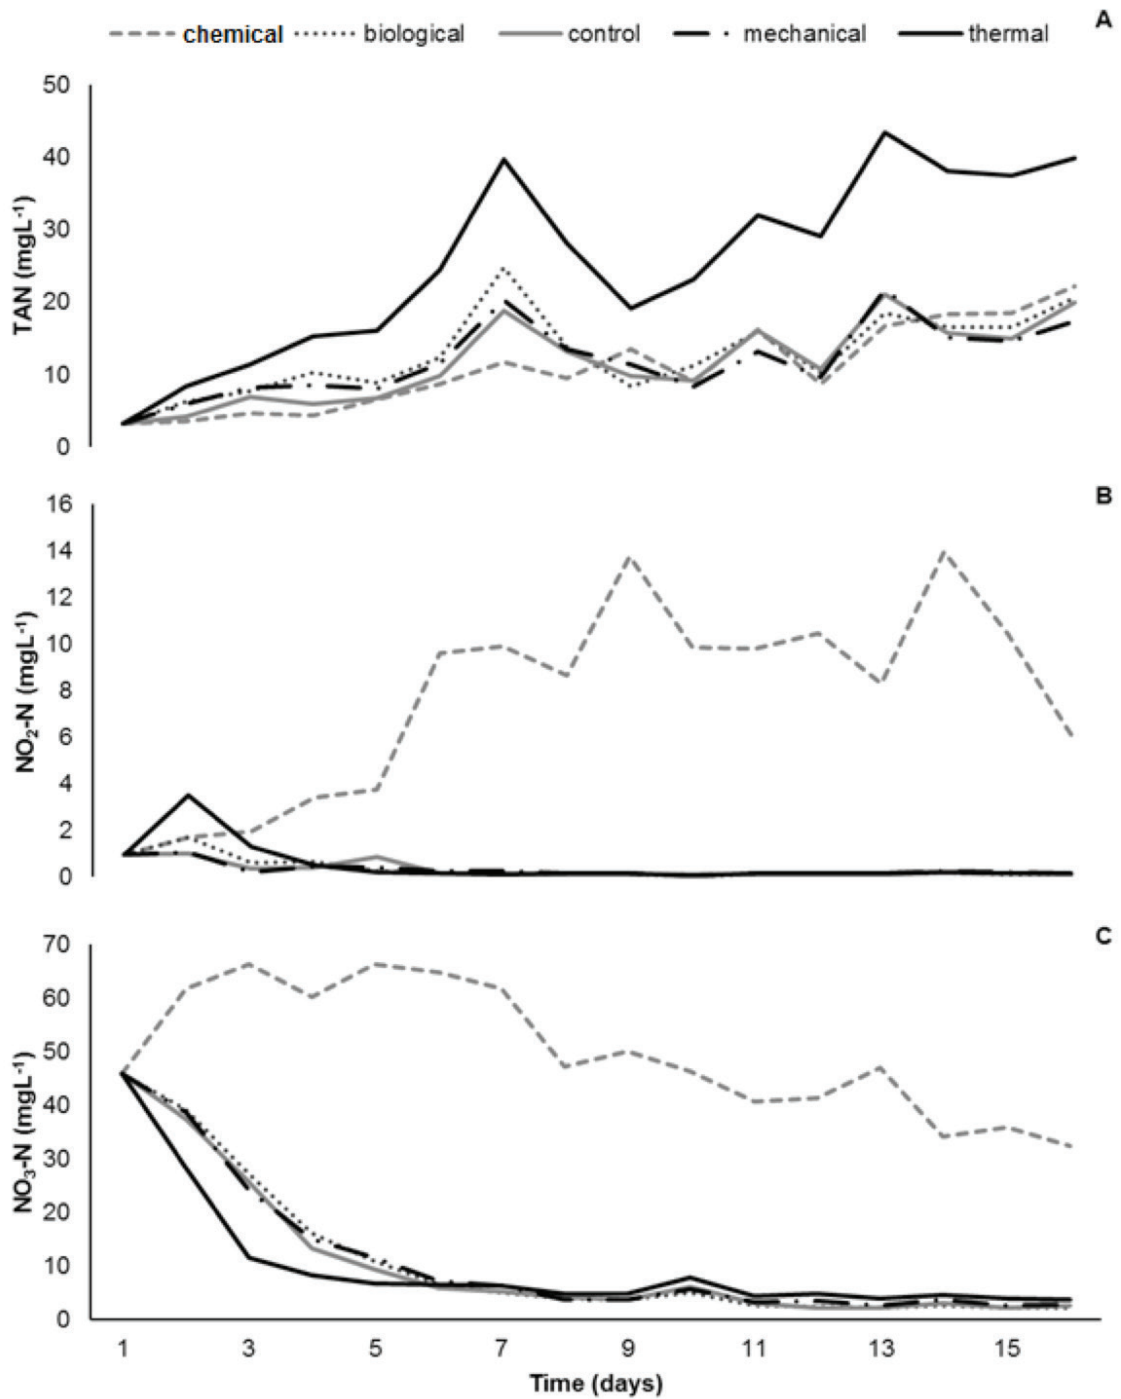 A
chemical biological control mechanical thermal
50
40
30
20
10
0
TAN (mgL⁻¹)
B
16
14
12
10
8
6
4
2
0
NO₂-N (mgL⁻¹)
C
70
60
50
40
30
20
10
0
NO₃-N (mgL⁻¹)
1 3 5 7 9 11 13 15
Time (days)